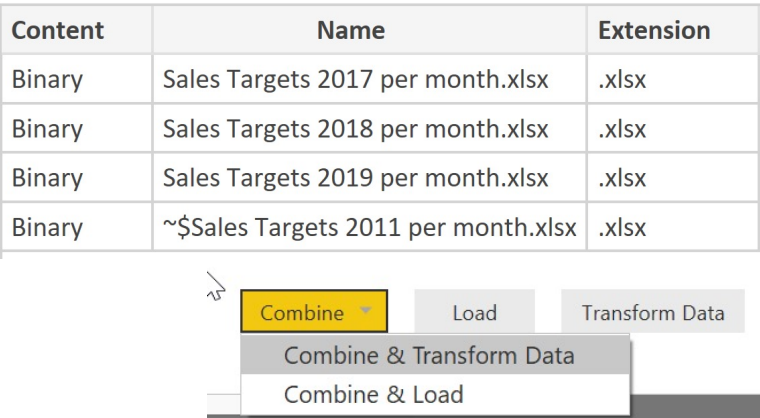 Content Name Extension
Binary Sales Targets 2017 per month.xlsx .xlsx
Binary Sales Targets 2018 per month.xlsx .xlsx
Binary Sales Targets 2019 per month.xlsx .xlsx
Binary ~$Sales Targets 2011 per month.xlsx .xlsx
Combine Load Transform Data
Combine & Transform Data
Combine & Load